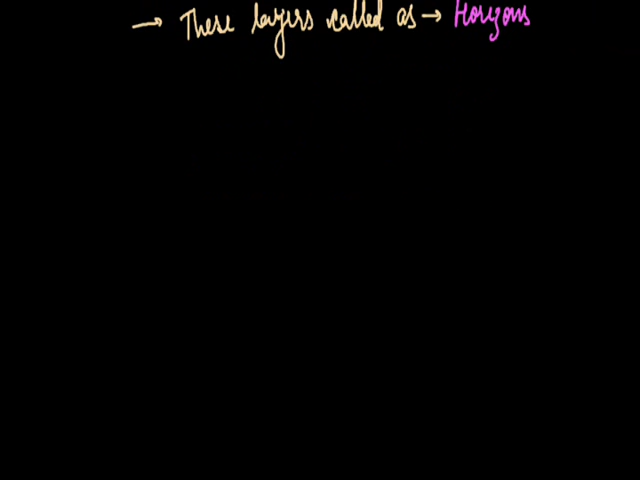 → These layers called as → Horizons